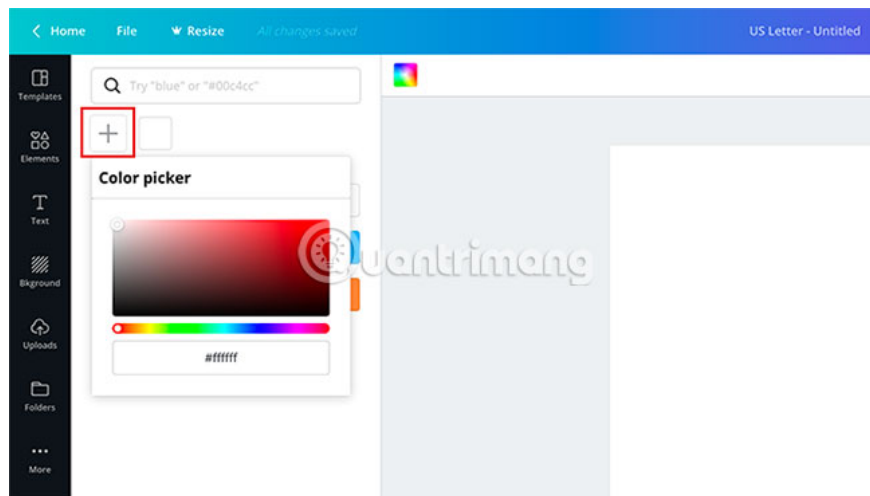 Home File Resize All changes saved US Letter - Untitled
Templates
Try "blue" or "#00c4cc"
Elements
Color picker
Text
Quantrimang
Bkground
Uploads
#ffffff
Folders
More